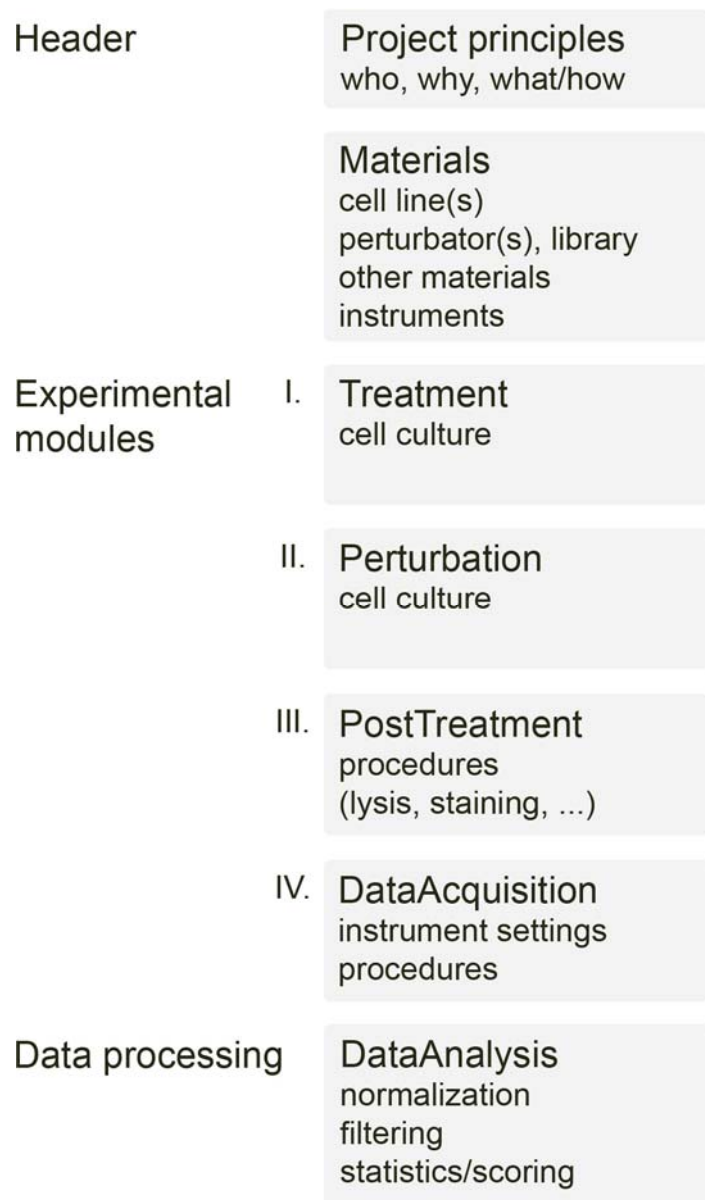 Header
Project principles
who, why, what/how
Materials
cell line(s)
perturbator(s), library
other materials
instruments
Experimental
modules
I.
Treatment
cell culture
II.
Perturbation
cell culture
III.
PostTreatment
procedures
(lysis, staining, ...)
IV.
DataAcquisition
instrument settings
procedures
Data processing
DataAnalysis
normalization
filtering
statistics/scoring